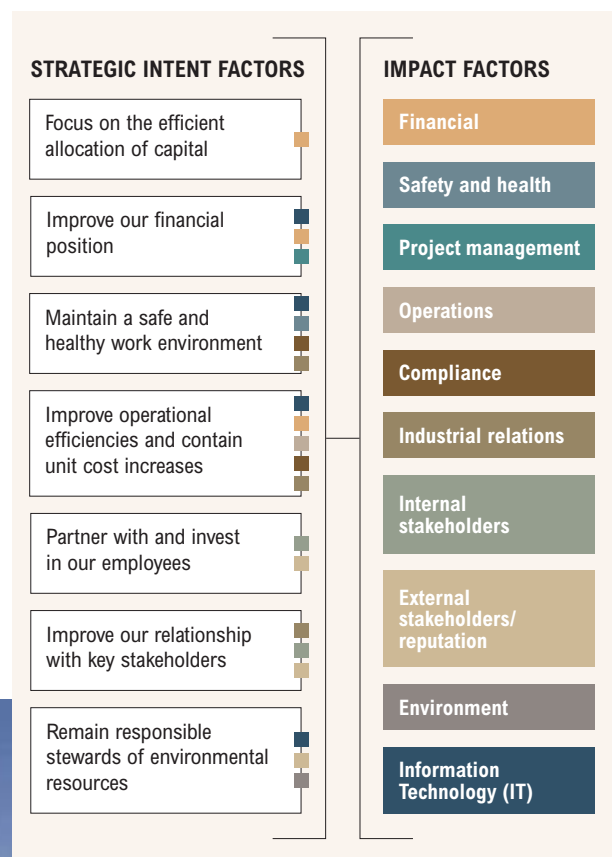 STRATEGIC INTENT FACTORS
Focus on the efficient
allocation of capital
Improve our financial
position
Maintain a safe and
healthy work environment
Improve operational
efficiencies and contain
unit cost increases
Partner with and invest
in our employees
Improve our relationship
with key stakeholders
Remain responsible
stewards of environmental
resources
IMPACT FACTORS
Financial
Safety and health
Project management
Operations
Compliance
Industrial relations
Internal
stakeholders
External
stakeholders/
reputation
Environment
Information
Technology (IT)